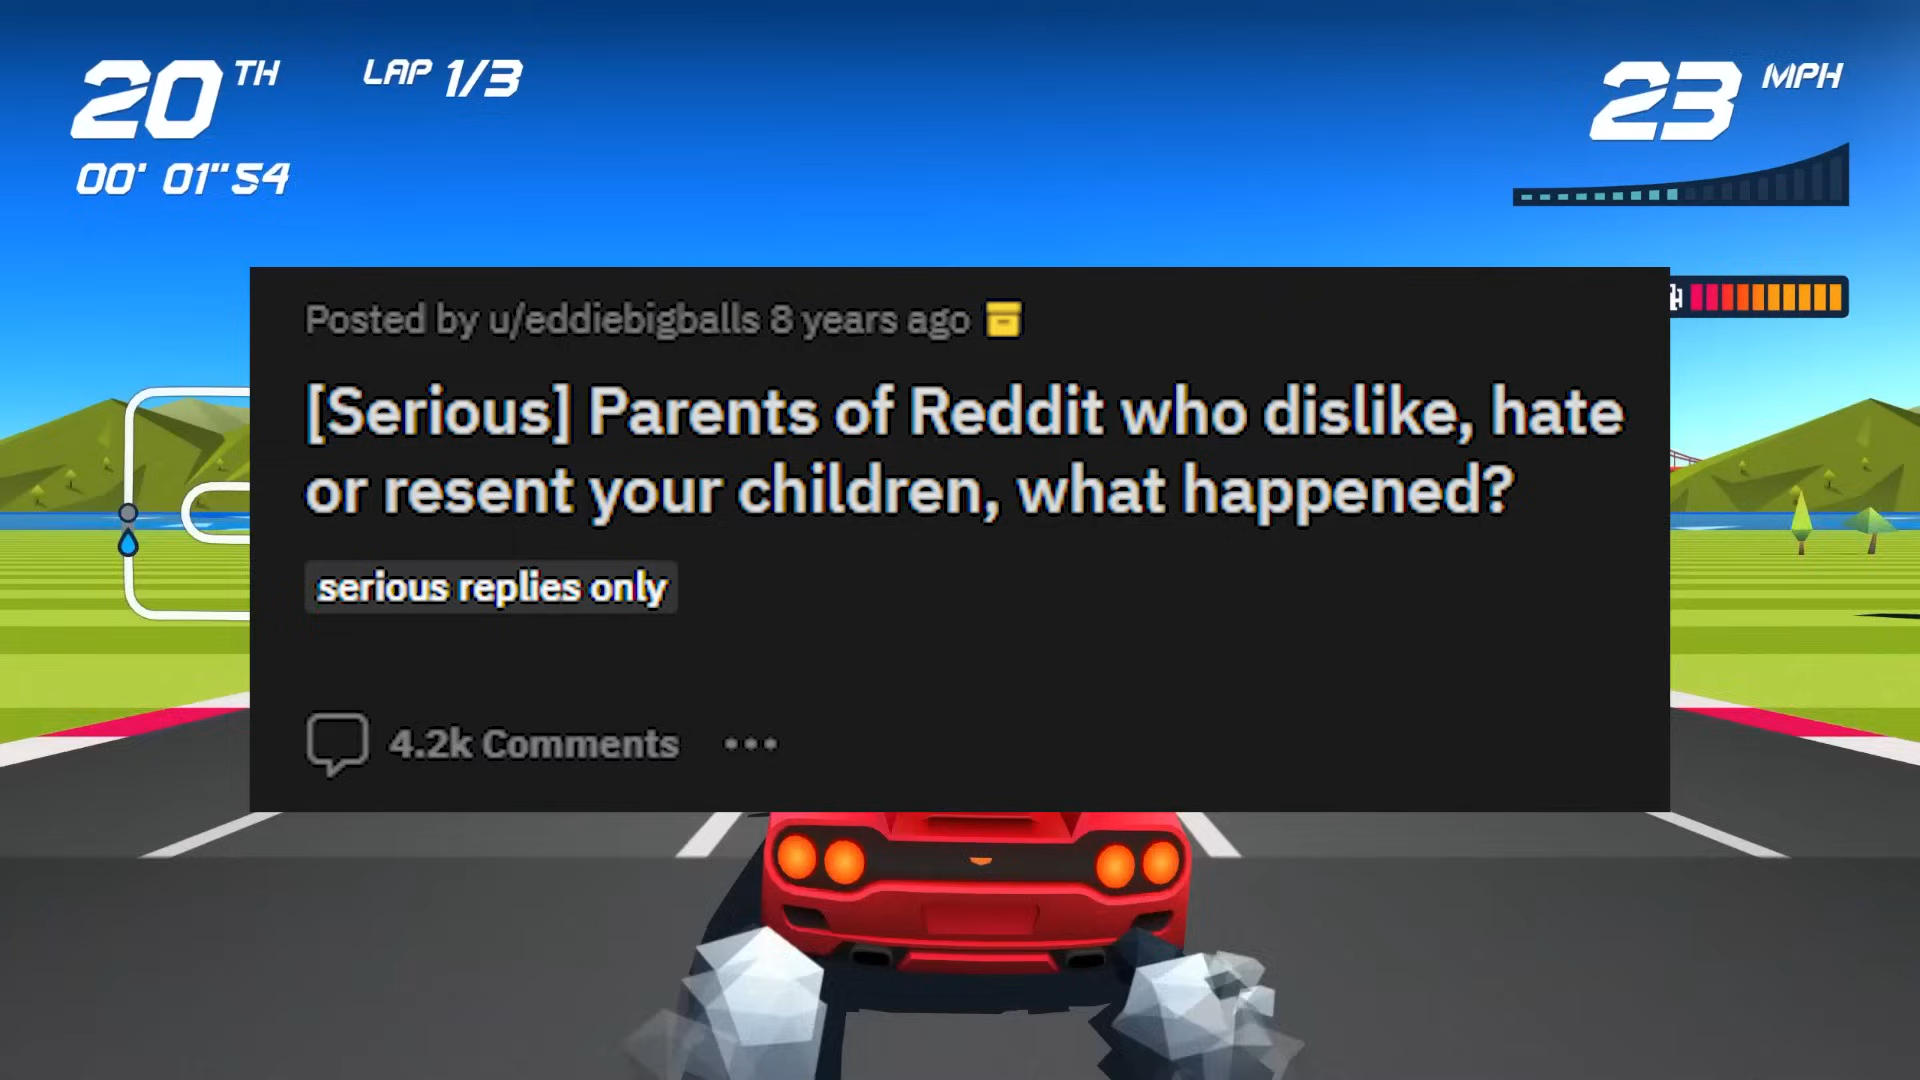 20TH LAP 1/3
23 MPH
00' 01"54
Posted by u/eddiebigballs 8 years ago
[Serious] Parents of Reddit who dislike, hate
or resent your children, what happened?
serious replies only
4.2k Comments